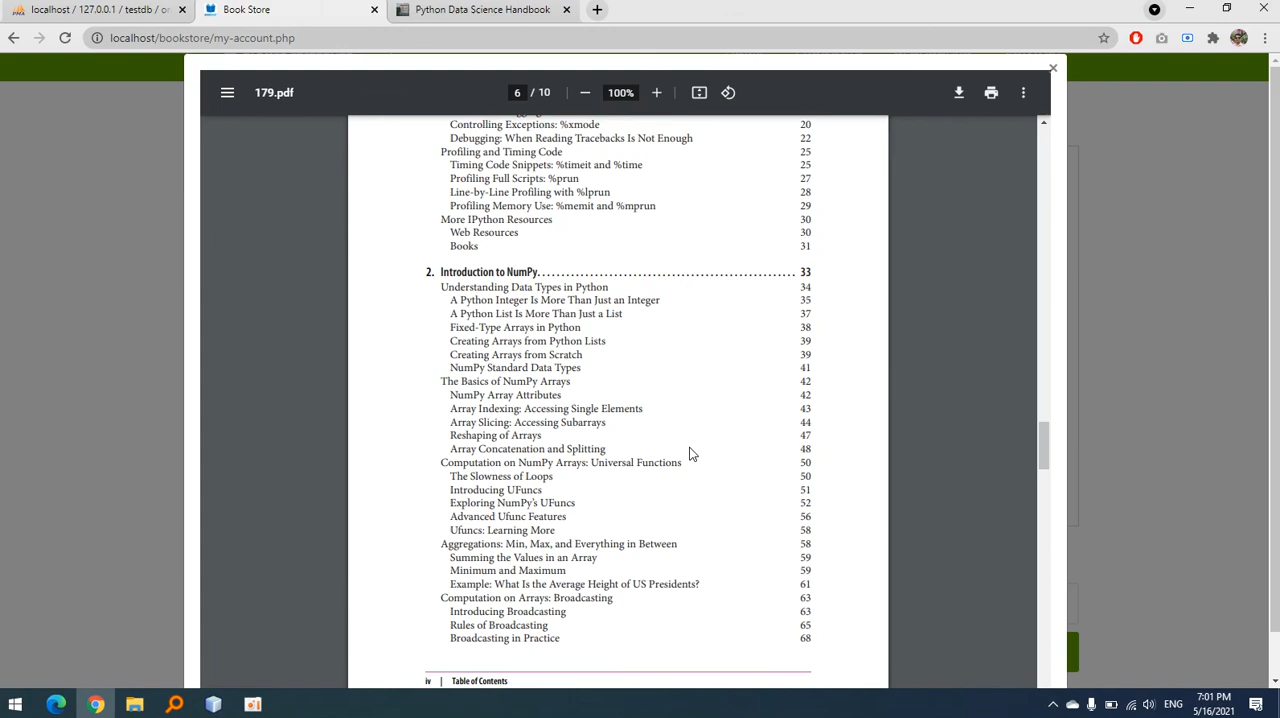 localhost / 127.0.0.1 / testdb / or
Book Store
Python Data Science Handbook
localhost/bookstore/my-account.php
179.pdf
6 / 10
100%
Controlling Exceptions: %xmode 20
Debugging: When Reading Tracebacks Is Not Enough 22
Profiling and Timing Code 25
Timing Code Snippets: %timeit and %time 25
Profiling Full Scripts: %prun 27
Line-by-Line Profiling with %lprun 28
Profiling Memory Use: %memit and %mprun 29
More IPython Resources 30
Web Resources 30
Books 31
2. Introduction to NumPy. . . . . . . . . . . . . . . . . . . . . . . . . . . . . . . . . . . . . . . . . . . . . . . . . . . . . . 33
Understanding Data Types in Python 34
A Python Integer Is More Than Just an Integer 35
A Python List Is More Than Just a List 37
Fixed-Type Arrays in Python 38
Creating Arrays from Python Lists 39
Creating Arrays from Scratch 39
NumPy Standard Data Types 41
The Basics of NumPy Arrays 42
NumPy Array Attributes 42
Array Indexing: Accessing Single Elements 43
Array Slicing: Accessing Subarrays 44
Reshaping of Arrays 47
Array Concatenation and Splitting 48
Computation on NumPy Arrays: Universal Functions 50
The Slowness of Loops 50
Introducing UFuncs 51
Exploring NumPy's UFuncs 52
Advanced Ufunc Features 56
Ufuncs: Learning More 58
Aggregations: Min, Max, and Everything in Between 58
Summing the Values in an Array 59
Minimum and Maximum 59
Example: What Is the Average Height of US Presidents? 61
Computation on Arrays: Broadcasting 63
Introducing Broadcasting 63
Rules of Broadcasting 65
Broadcasting in Practice 68
iv | Table of Contents
ENG
7:01 PM
5/16/2021